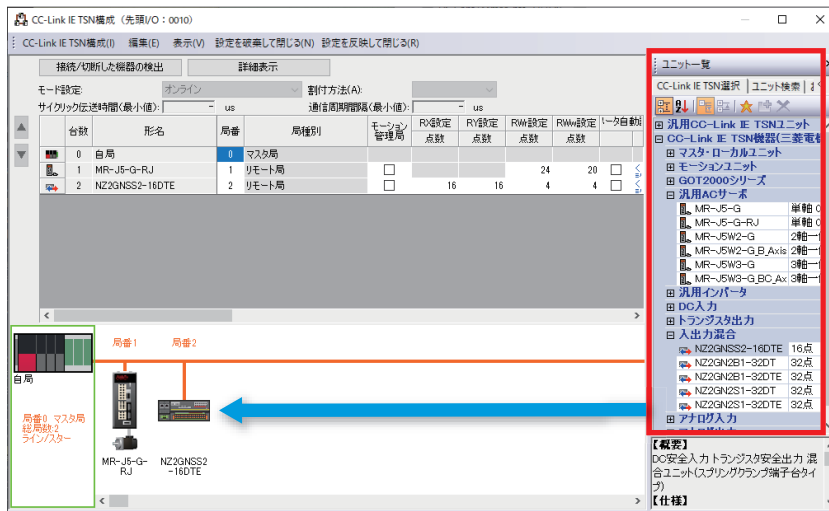 CC-Link IE TSN構成（先頭I/O：0010）
CC-Link IE TSN構成(I) 編集(E) 表示(V) 設定を破棄して閉じる(N) 設定を反映して閉じる(R)
接続/切断した機器の検出 詳細表示
モード設定: オンライン 割付方法(A):
サイクリック伝送時間(最小値): - us 通信周期間隔(最小値): - us
台数 形名 局番 局種別 モーション管理局 RX設定 RY設定 RWr設定 RWw設定
点数 点数 点数 点数
0 自局 0 マスタ局
1 MR-J5-G-RJ 1 リモート局 24 20
2 NZ2GNSS2-16DTE 2 リモート局 16 16 4 4
局番1 局番2
自局
局番0 マスタ局
総局数:2
ライン/スター
MR-J5-G-
RJ
NZ2GNSS2
-16DTE
ユニット一覧
CC-Link IE TSN選択 ユニット検索
汎用CC-Link IE TSNユニット
CC-Link IE TSN機器(三菱電機
マスタ・ローカルユニット
モーションユニット
GOT2000シリーズ
汎用ACサーボ
MR-J5-G 単軸
MR-J5-G-RJ 単軸
MR-J5W2-G 2軸一
MR-J5W2-G_B_Axis 2軸一
MR-J5W3-G 3軸一
MR-J5W3-G_BC_Ax 3軸一
汎用インバータ
DC入力
トランジスタ出力
入出力混合
NZ2GNSS2-16DTE 16点
NZ2GN2B1-32DT 32点
NZ2GN2B1-32DTE 32点
NZ2GN2S1-32DT 32点
NZ2GN2S1-32DTE 32点
アナログ入力
【概要】
DC安全入力トランジスタ安全出力 混
合ユニット(スプリングクランプ端子台タイ
プ)
【仕様】